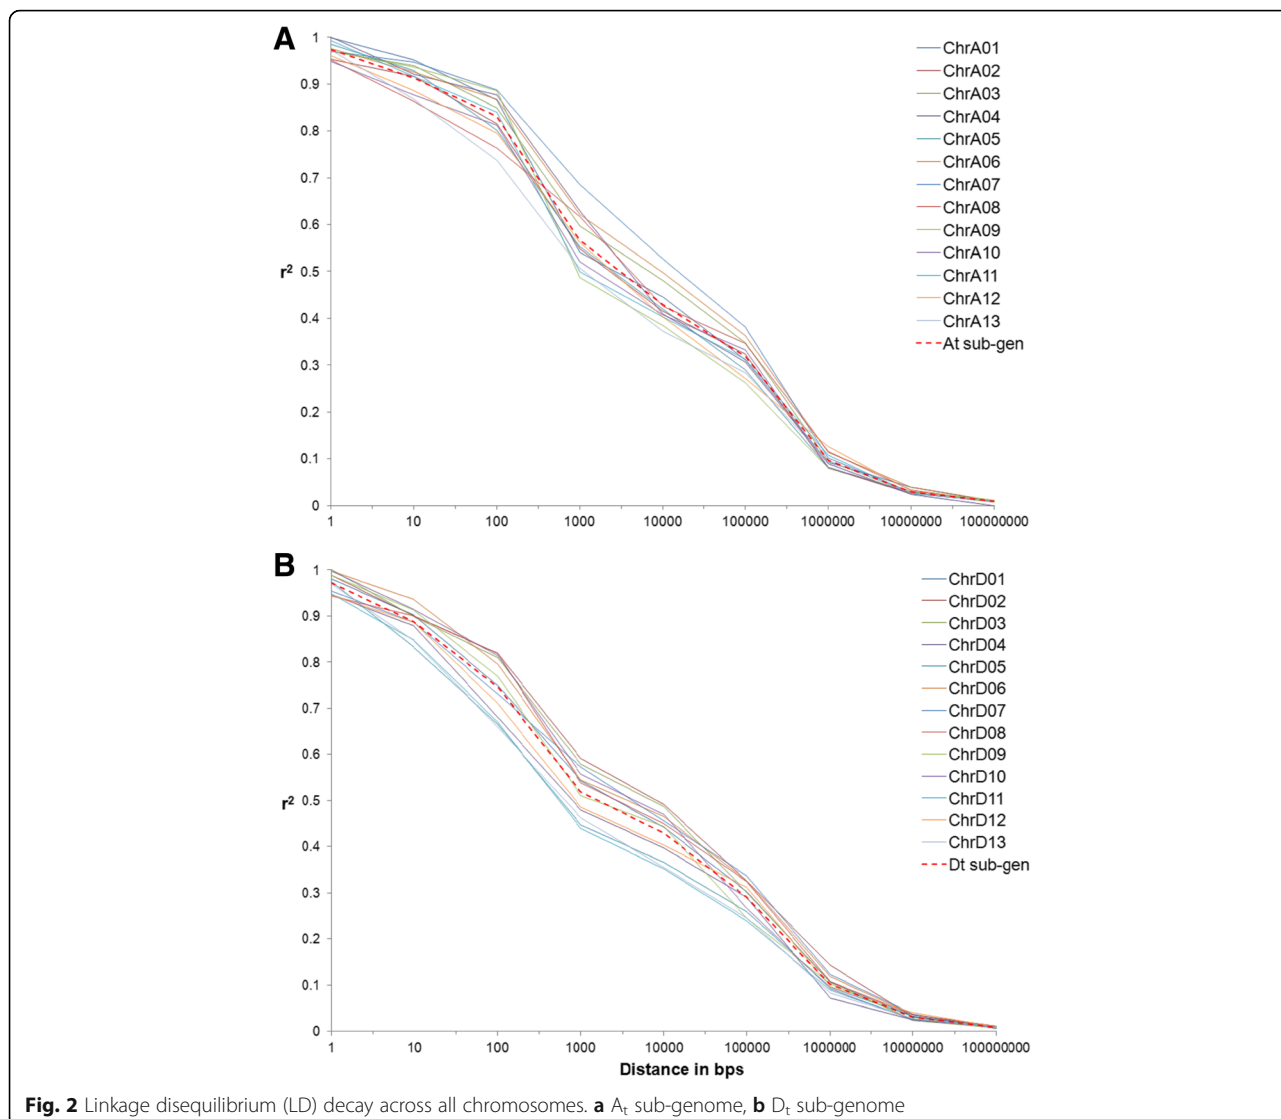 A
1
0.9
0.8
0.7
0.6
0.5
0.4
0.3
0.2
0.1
0
r²
1 10 100 1000 10000 100000 1000000 10000000 100000000
ChrA01
ChrA02
ChrA03
ChrA04
ChrA05
ChrA06
ChrA07
ChrA08
ChrA09
ChrA10
ChrA11
ChrA12
ChrA13
At sub-gen
B
1
0.9
0.8
0.7
0.6
0.5
0.4
0.3
0.2
0.1
0
r²
1 10 100 1000 10000 100000 1000000 10000000 100000000
Distance in bps
ChrD01
ChrD02
ChrD03
ChrD04
ChrD05
ChrD06
ChrD07
ChrD08
ChrD09
ChrD10
ChrD11
ChrD12
ChrD13
Dt sub-gen
Fig. 2 Linkage disequilibrium (LD) decay across all chromosomes. a Aₜ sub-genome, b Dₜ sub-genome